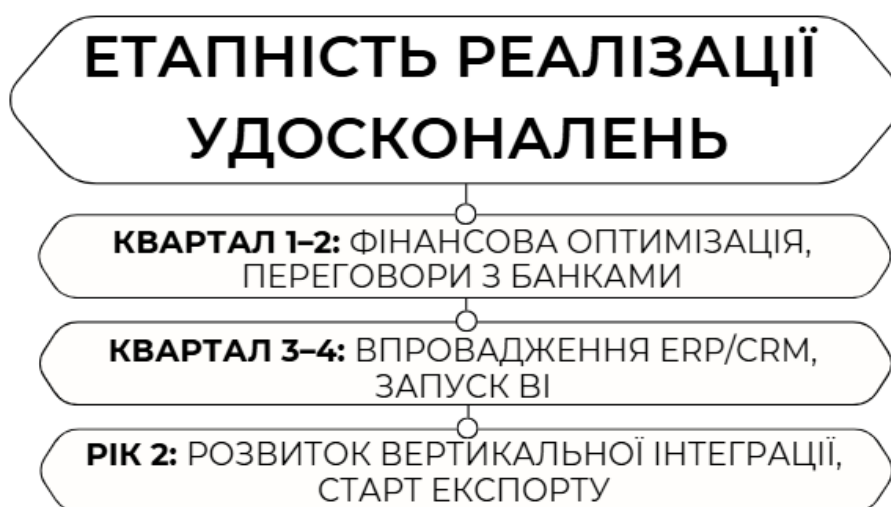 ЕТАПНІСТЬ РЕАЛІЗАЦІЇ
УДОСКОНАЛЕНЬ
КВАРТАЛ 1–2: ФІНАНСОВА ОПТИМІЗАЦІЯ,
ПЕРЕГОВОРИ З БАНКАМИ
КВАРТАЛ 3–4: ВПРОВАДЖЕННЯ ERP/CRM,
ЗАПУСК BI
РІК 2: РОЗВИТОК ВЕРТИКАЛЬНОЇ ІНТЕГРАЦІЇ,
СТАРТ ЕКСПОРТУ